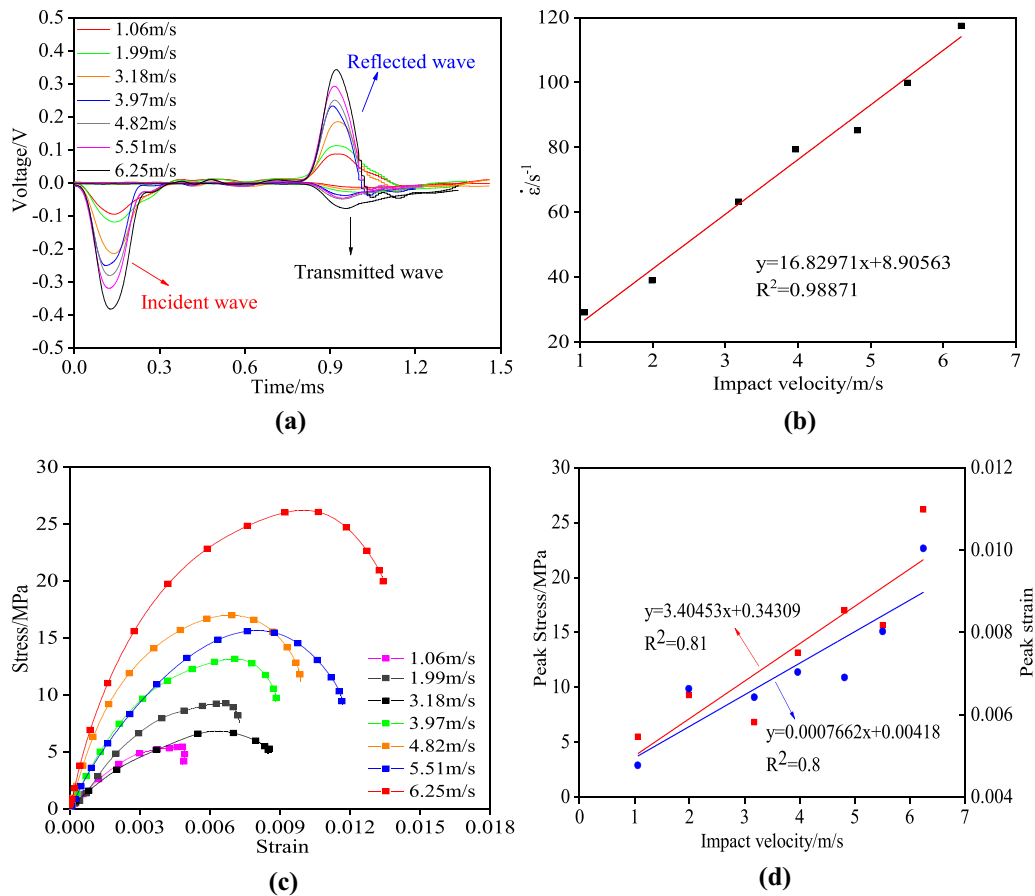 0.5
0.4
0.3
0.2
0.1
0.0
-0.1
-0.2
-0.3
-0.4
-0.5
Voltage/V
1.06m/s
1.99m/s
3.18m/s
3.97m/s
4.82m/s
5.51m/s
6.25m/s
Reflected wave
Transmitted wave
Incident wave
0.0 0.3 0.6 0.9 1.2 1.5
Time/ms
(a)
120
100
80
60
40
20
ε̇/s⁻¹
y=16.82971x+8.90563
R²=0.98871
1 2 3 4 5 6 7
Impact velocity/m/s
(b)
30
25
20
15
10
5
0
Stress/MPa
1.06m/s
1.99m/s
3.18m/s
3.97m/s
4.82m/s
5.51m/s
6.25m/s
0.000 0.003 0.006 0.009 0.012 0.015 0.018
Strain
(c)
30
25
20
15
10
5
0
Peak Stress/MPa
y=3.40453x+0.34309
R²=0.81
y=0.0007662x+0.00418
R²=0.8
0.012
0.010
0.008
0.006
0.004
Peak strain
0 1 2 3 4 5 6 7
Impact velocity/m/s
(d)